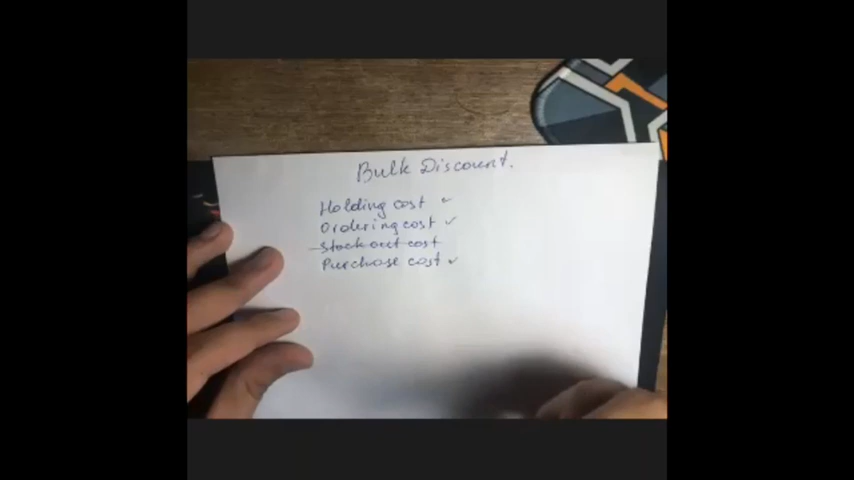 Bulk Discount.
Holding cost ✓
Ordering cost ✓
Stock out cost
Purchase cost ✓